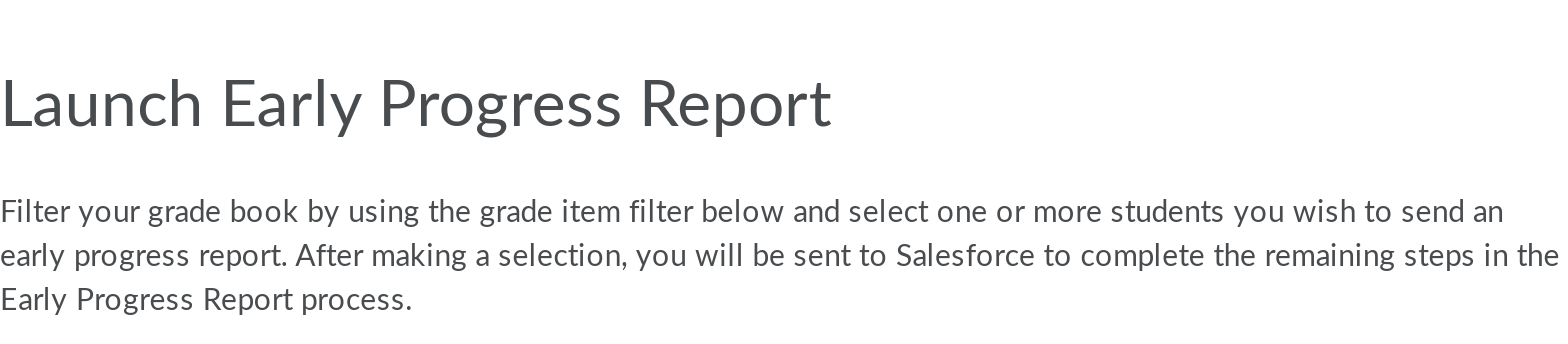 Launch Early Progress Report
Filter your grade book by using the grade item filter below and select one or more students you wish to send an
early progress report. After making a selection, you will be sent to Salesforce to complete the remaining steps in the
Early Progress Report process.